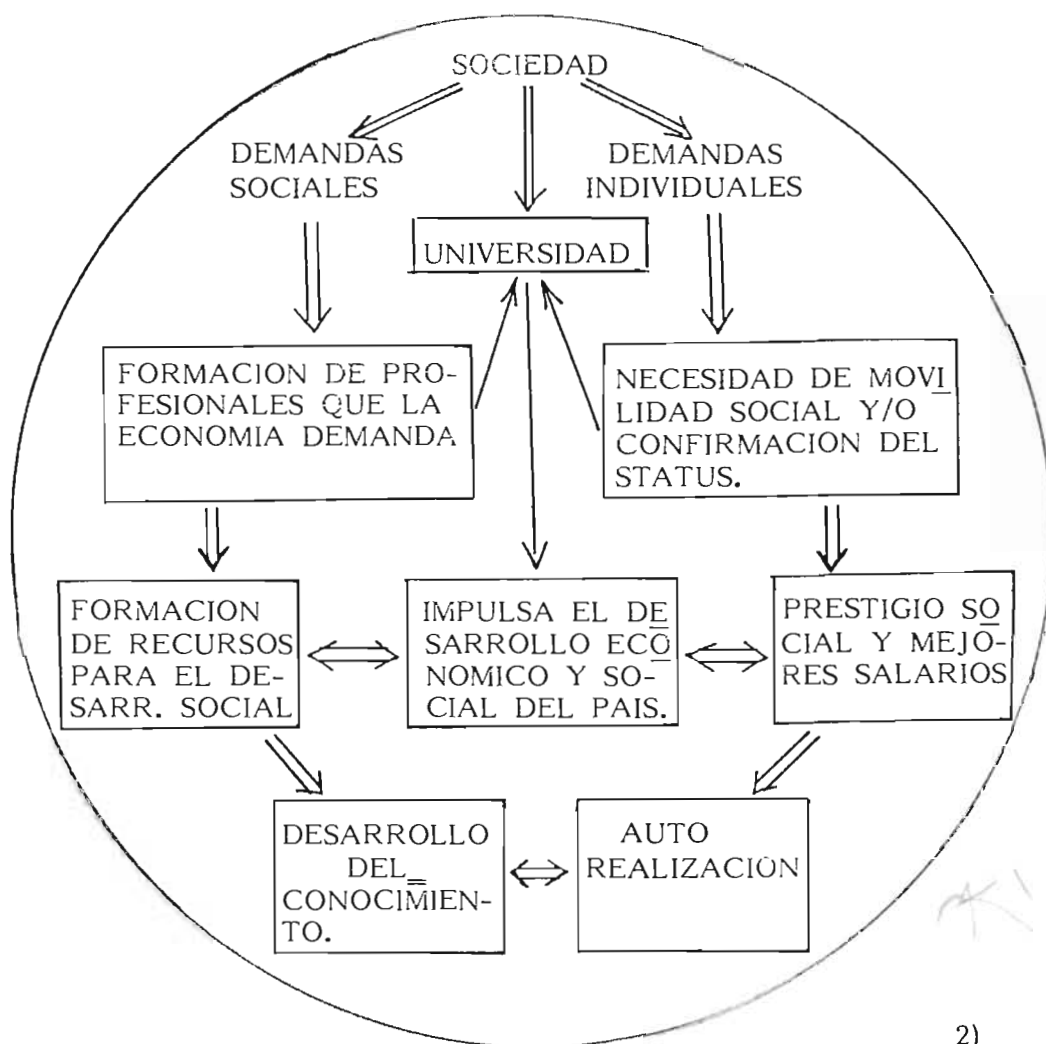 SOCIEDAD
DEMANDAS
SOCIALES
DEMANDAS
INDIVIDUALES
UNIVERSIDAD
FORMACION DE PRO-
FESIONALES QUE LA
ECONOMIA DEMANDA
NECESIDAD DE MOVI
LIDAD SOCIAL Y/O
CONFIRMACION DEL
STATUS.
FORMACION
DE RECURSOS
PARA EL DE-
SARR. SOCIAL
IMPULSA EL DE
SARROLLO ECO
NOMICO Y SO-
CIAL DEL PAIS.
PRESTIGIO SO
CIAL Y MEJO-
RES SALARIOS
DESARROLLO
DEL
CONOCIMIEN-
TO.
AUTO
REALIZACIÓN
2)